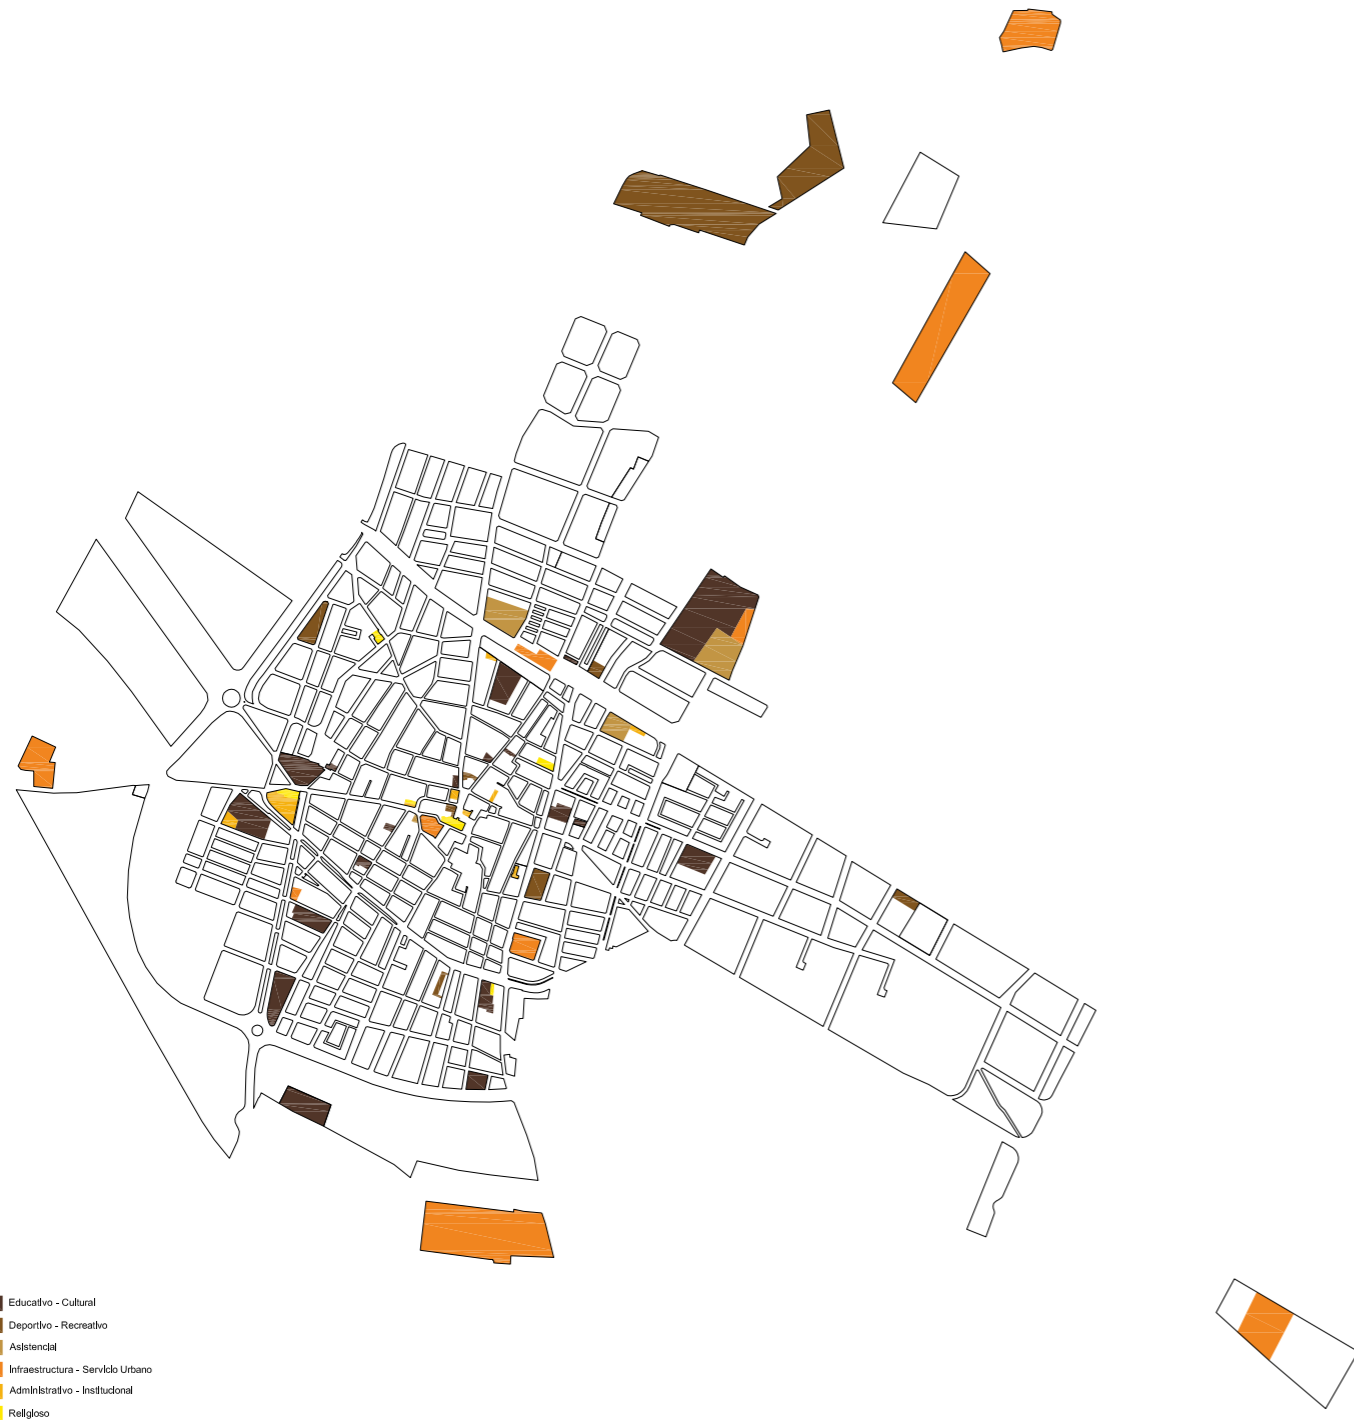 Educativo - Cultural
Deportivo - Recreativo
Asistencial
Infraestructura - Servicio Urbano
Administrativo - Institucional
Religioso